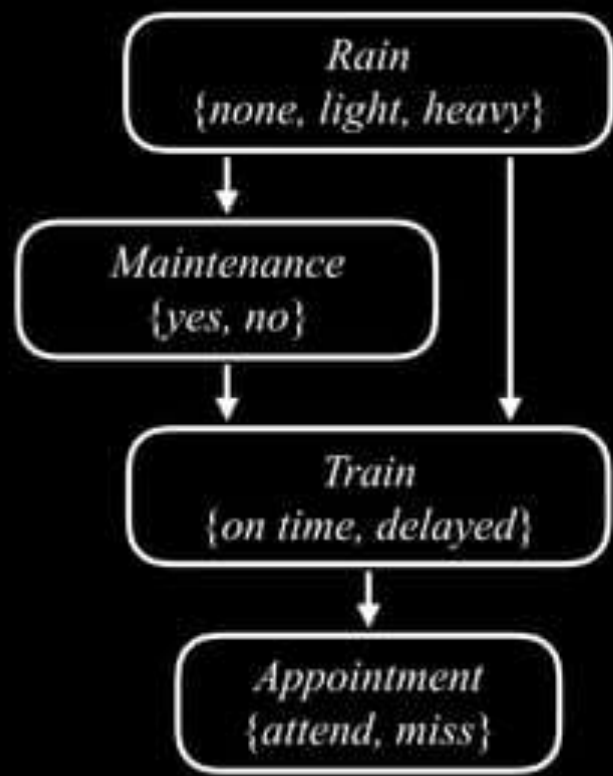 Rain
{none, light, heavy}
Maintenance
{yes, no}
Train
{on time, delayed}
Appointment
{attend, miss}